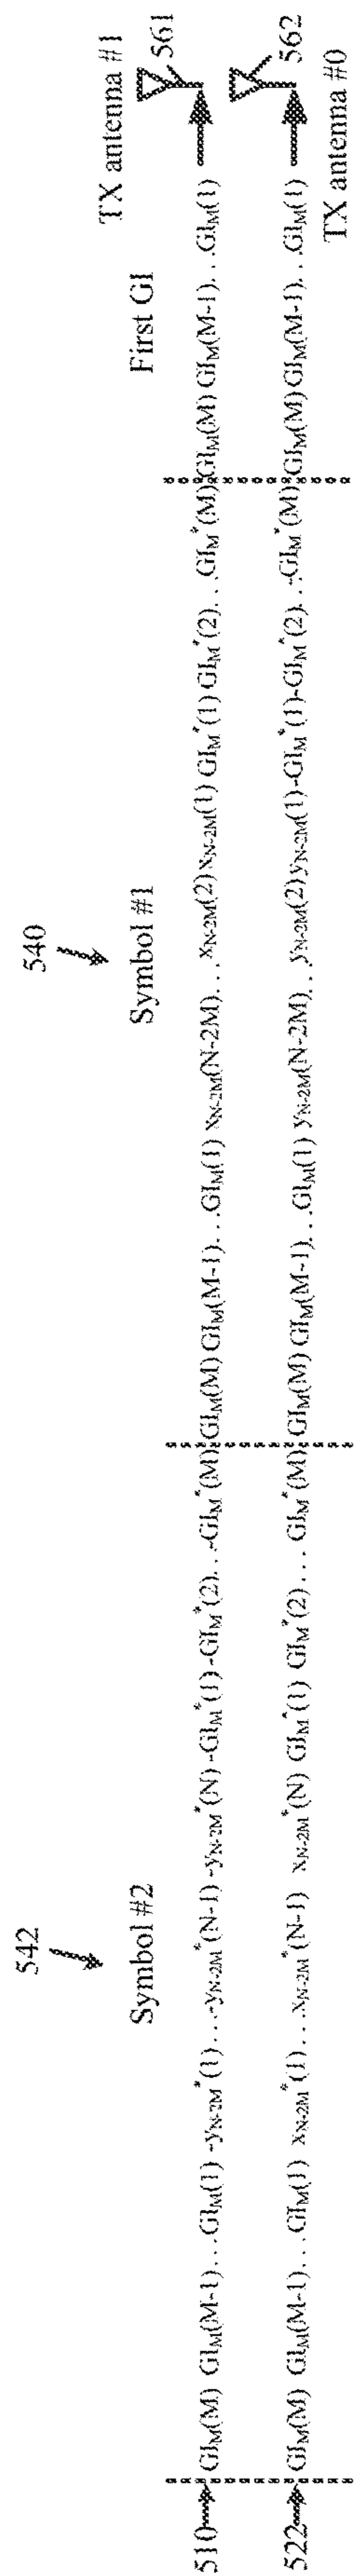 542
540
Symbol #2
Symbol #1
First GI
TX antenna #1
561
510 GI_M(M) GI_M(M-1)...GI_M(1) -y_{N-2M}^*(1)...-y_{N-2M}^*(N-1) -y_{N-2M}^*(N) -GI_M^*(1) -GI_M^*(2)...-GI_M^*(M) GI_M(M) GI_M(M-1)...GI_M(1) x_{N-2M}(N-2M)...x_{N-2M}(2) x_{N-2M}(1) GI_M^*(1) GI_M^*(2)...GI_M^*(M) GI_M(M) GI_M(M-1)...GI_M(1)
562
522 GI_M(M) GI_M(M-1)...GI_M(1) x_{N-2M}^*(1)...x_{N-2M}^*(N-1) x_{N-2M}^*(N) GI_M^*(1) GI_M^*(2)... GI_M^*(M) GI_M(M) GI_M(M-1)...GI_M(1) y_{N-2M}(N-2M)...y_{N-2M}(2) y_{N-2M}(1) -GI_M^*(1) -GI_M^*(2)...-GI_M^*(M) GI_M(M) GI_M(M-1)...GI_M(1)
TX antenna #0